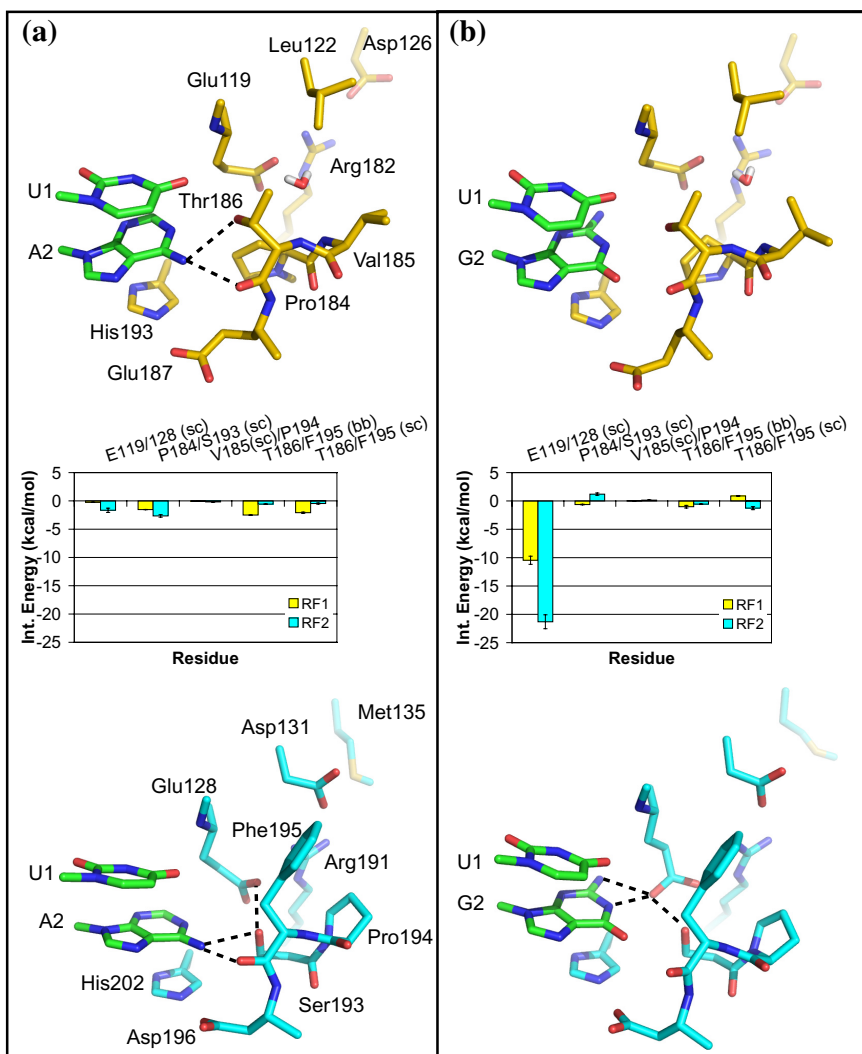 (a)
Leu122
Asp126
Glu119
Arg182
U1
Thr186
A2
Val185
Pro184
His193
Glu187
E119/128 (sc)
P184/S193 (sc)
V185(sc)/P194
T186/F195 (bb)
T186/F195 (sc)
Int. Energy (kcal/mol)
5
0
-5
-10
-15
-20
-25
RF1
RF2
Residue
Met135
Asp131
Glu128
Phe195
Arg191
U1
A2
Pro194
His202
Ser193
Asp196
(b)
U1
G2
E119/128 (sc)
P184/S193 (sc)
V185(sc)/P194
T186/F195 (bb)
T186/F195 (sc)
Int. Energy (kcal/mol)
5
0
-5
-10
-15
-20
-25
RF1
RF2
Residue
U1
G2